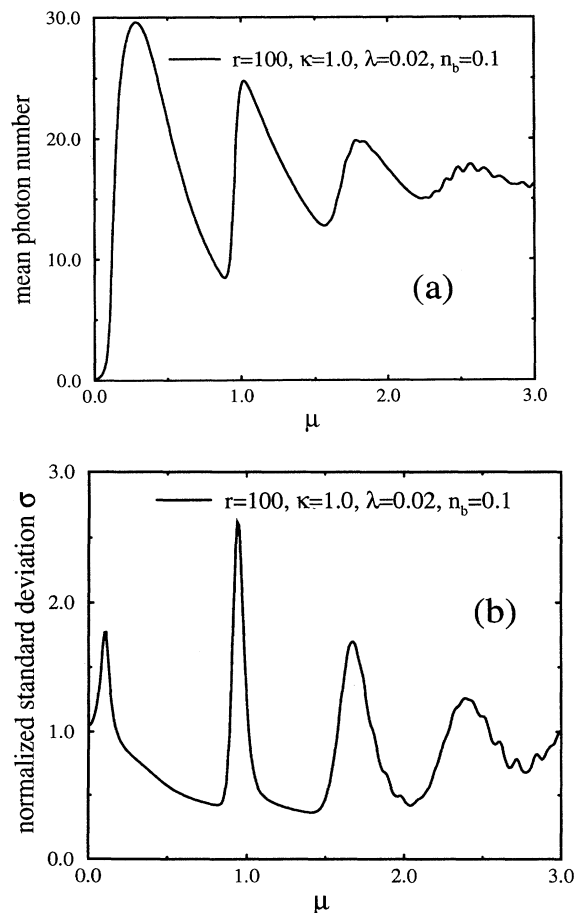 30.0
r=100, κ=1.0, λ=0.02, n_b=0.1
20.0
mean photon number
10.0
(a)
0.0
0.0 1.0 2.0 3.0
μ
3.0
r=100, κ=1.0, λ=0.02, n_b=0.1
normalized standard deviation σ
2.0
(b)
1.0
0.0
0.0 1.0 2.0 3.0
μ